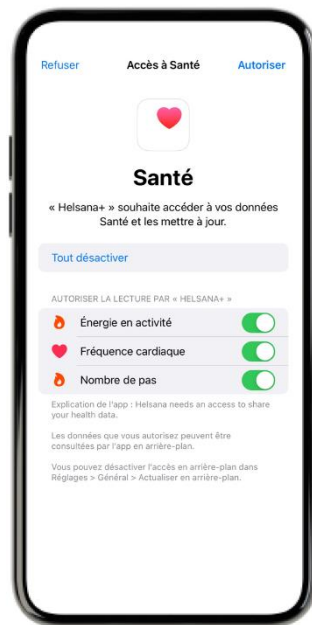 Refuser Accès à Santé Autoriser
Santé
« Helsana+ » souhaite accéder à vos données
Santé et les mettre à jour.
Tout désactiver
AUTORISER LA LECTURE PAR « HELSANA+ »
Énergie en activité
Fréquence cardiaque
Nombre de pas
Explication de l'app : Helsana needs an access to share
your health data.
Les données que vous autorisez peuvent être
consultées par l'app en arrière-plan.
Vous pouvez désactiver l'accès en arrière-plan dans
Réglages > Général > Actualiser en arrière-plan.